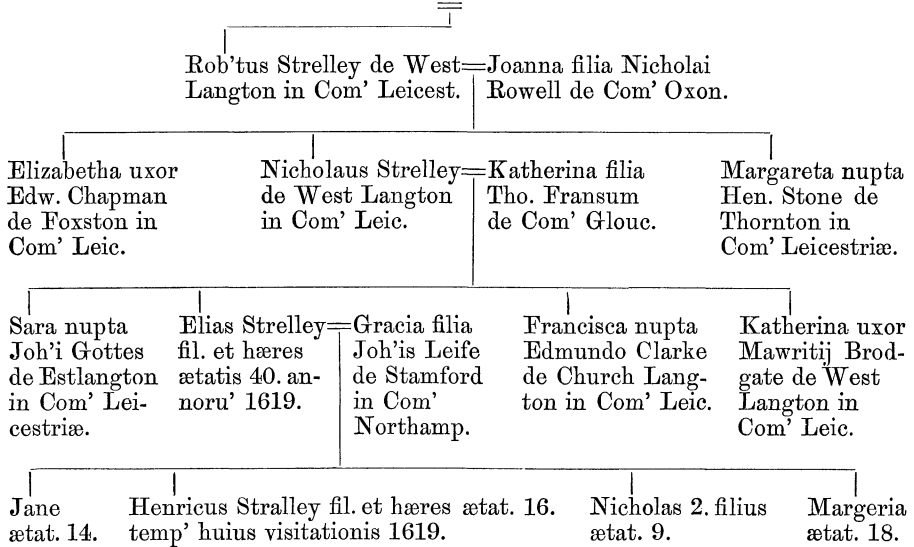 Rob'tus Strelley de West
Langton in Com' Leicest.
Joanna filia Nicholai
Rowell de Com' Oxon.
Elizabetha uxor
Edw. Chapman
de Foxston in
Com' Leic.
Nicholaus Strelley
de West Langton
in Com' Leic.
Katherina filia
Tho. Fransum
de Com' Glouc.
Margareta nupta
Hen. Stone de
Thornton in
Com' Leicestriæ.
Sara nupta
Joh'i Gottes
de Estlangton
in Com' Lei-
cestriæ.
Elias Strelley
fil. et hæres
ætatis 40. an-
noru' 1619.
Gracia filia
Joh'is Leife
de Stamford
in Com'
Northamp.
Francisca nupta
Edmundo Clarke
de Church Lang-
ton in Com' Leic.
Katherina uxor
Mawritij Brod-
gate de West
Langton in
Com' Leic.
Jane
ætat. 14.
Henricus Stralley fil. et hæres ætat. 16.
temp' huius visitationis 1619.
Nicholas 2. filius
ætat. 9.
Margeria
ætat. 18.